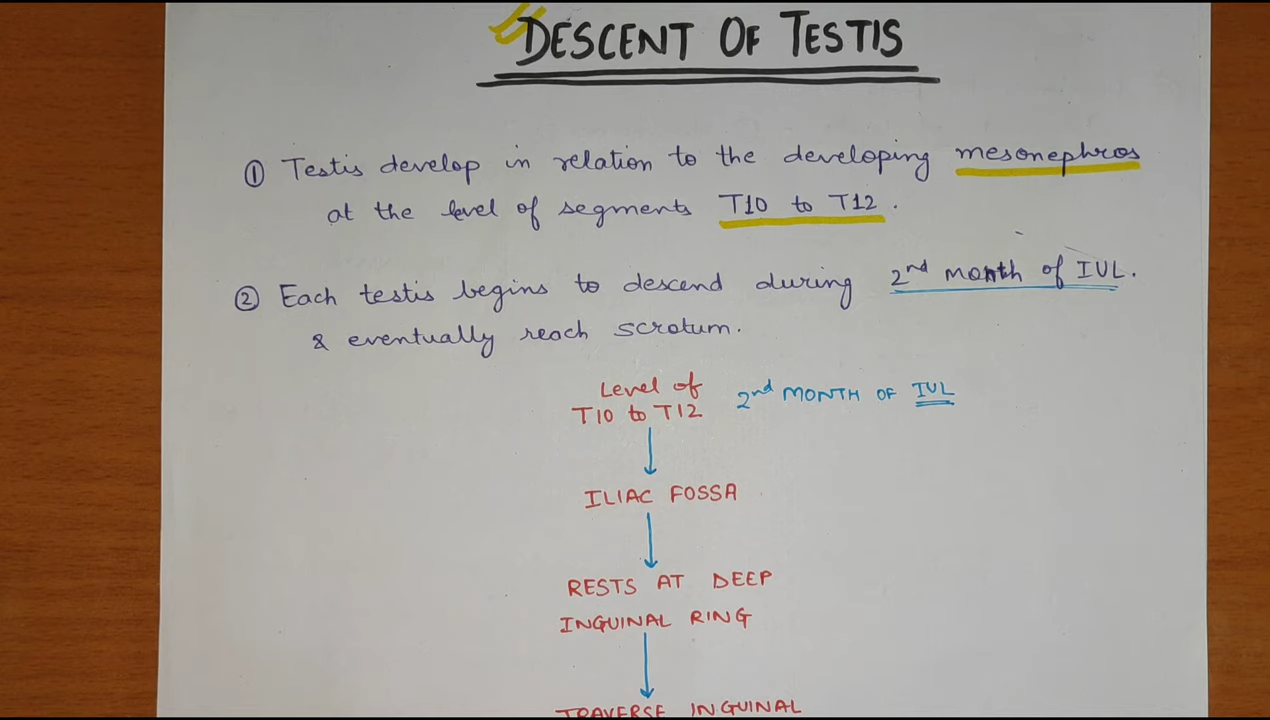 DESCENT OF TESTIS
① Testis develop in relation to the developing mesonephros
at the level of segments T10 to T12.
② Each testis begins to descend during 2nd month of IUL.
& eventually reach scrotum.
Level of
T10 to T12
2nd MONTH OF IUL
ILIAC FOSSA
RESTS AT DEEP
INGUINAL RING
TRAVERSE INGUINAL